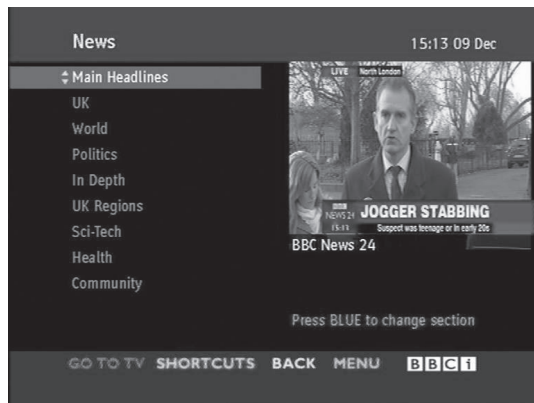 News
15:13 09 Dec
Main Headlines
UK
World
Politics
In Depth
UK Regions
Sci-Tech
Health
Community
LIVE North London
BBC
NEWS 24
15:13
JOGGER STABBING
Suspect was teenage or in early 20s
BBC News 24
Press BLUE to change section
GO TO TV SHORTCUTS BACK MENU BBCi